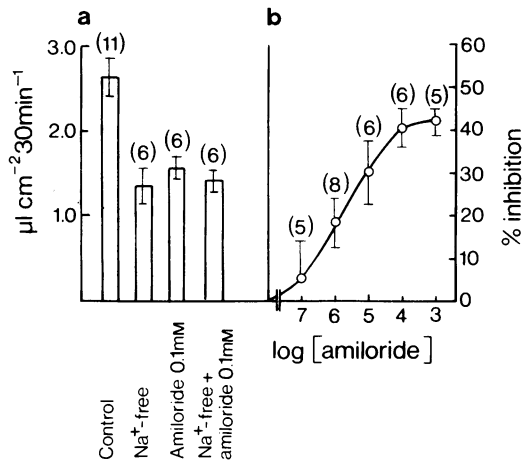 a
b
µl cm⁻² 30min⁻¹
3.0
2.0
1.0
(11)
(6)
(6)
(6)
Control
Na⁺-free
Amiloride 0.1mM
Na⁺-free +
amiloride 0.1mM
(5)
(8)
(6)
(6)
(5)
60
50
40
30
20
10
0
% inhibition
7 6 5 4 3
log [amiloride]